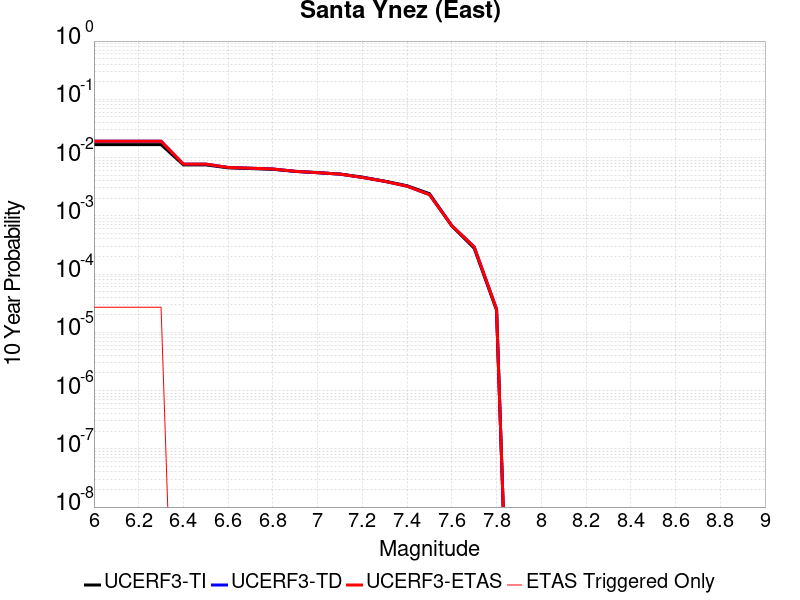 Santa Ynez (East)
10 Year Probability
10^0
10^-1
10^-2
10^-3
10^-4
10^-5
10^-6
10^-7
10^-8
6 6.2 6.4 6.6 6.8 7 7.2 7.4 7.6 7.8 8 8.2 8.4 8.6 8.8 9
Magnitude
UCERF3-TI UCERF3-TD UCERF3-ETAS ETAS Triggered Only